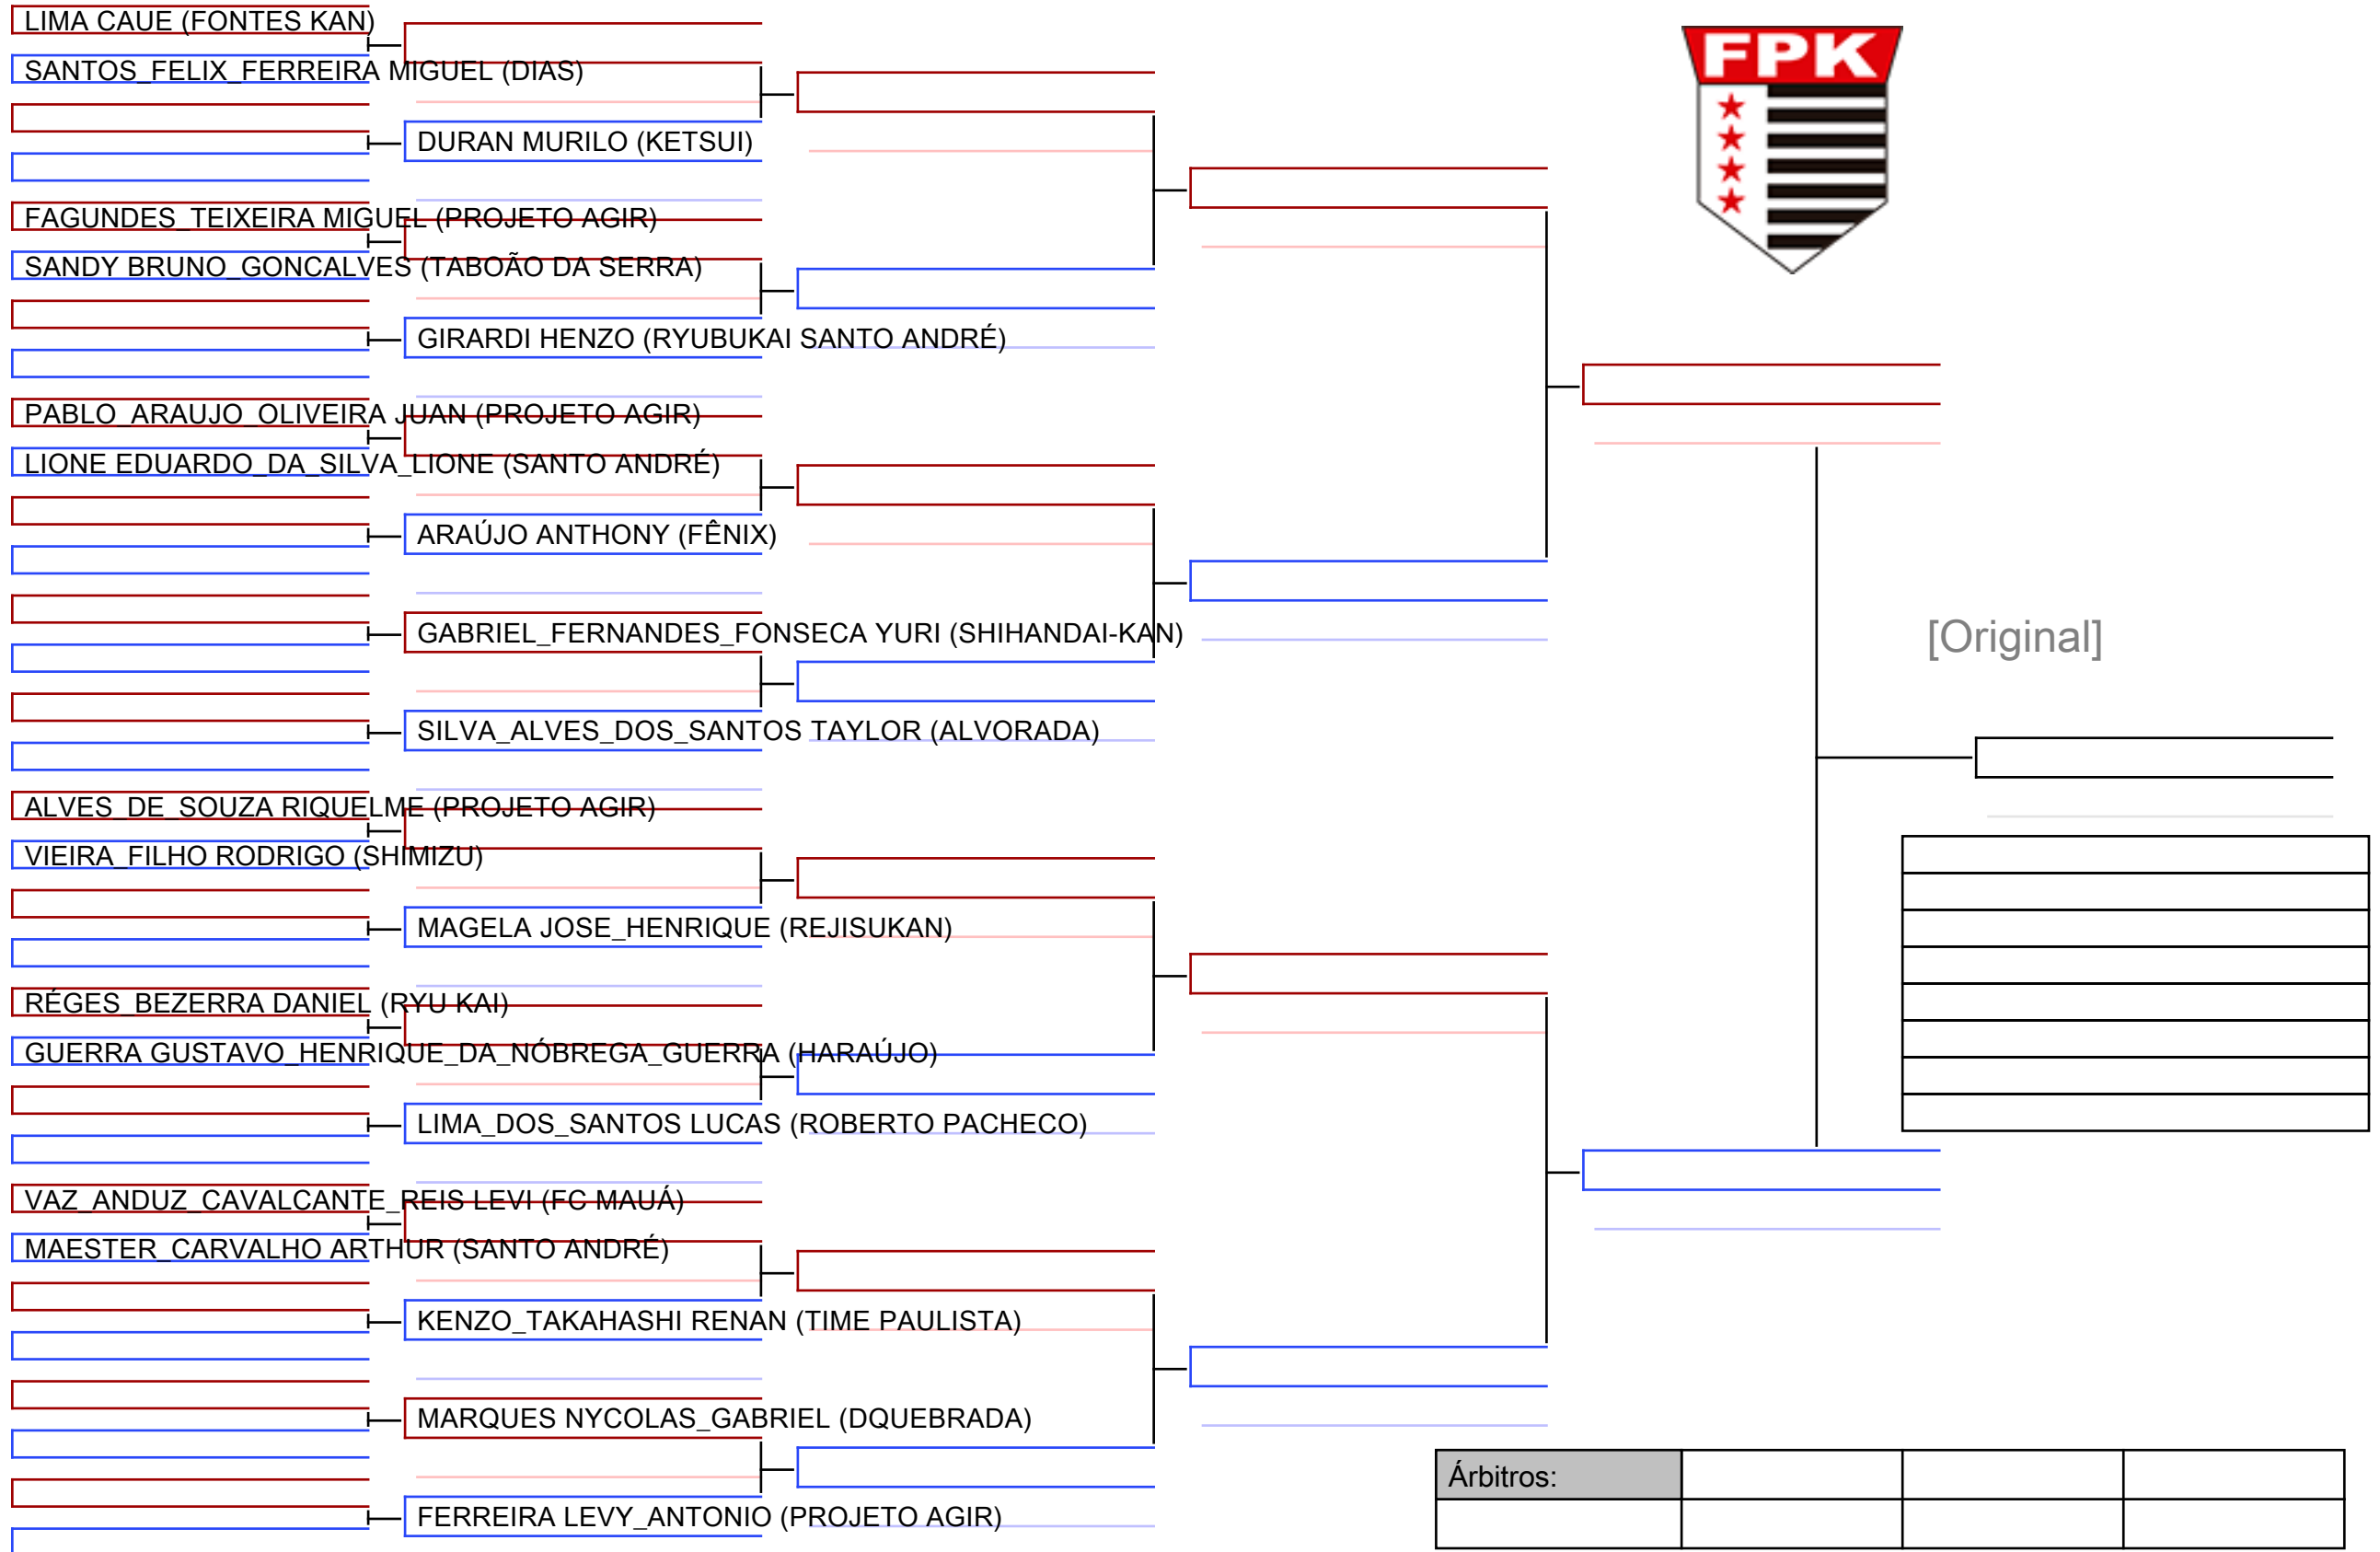 LIMA CAUE (FONTES KAN)
SANTOS_FELIX_FERREIRA MIGUEL (DIAS)
DURAN MURILO (KETSUI)
FAGUNDES_TEIXEIRA MIGUEL (PROJETO AGIR)
SANDY BRUNO_GONCALVES (TABOÃO DA SERRA)
GIRARDI HENZO (RYUBUKAI SANTO ANDRÉ)
PABLO_ARAUJO_OLIVEIRA JUAN (PROJETO AGIR)
LIONE EDUARDO_DA_SILVA_LIONE (SANTO ANDRÉ)
ARAÚJO ANTHONY (FÊNIX)
GABRIEL_FERNANDES_FONSECA YURI (SHIHANDAI-KAN)
SILVA_ALVES_DOS_SANTOS TAYLOR (ALVORADA)
ALVES_DE_SOUZA RIQUELME (PROJETO AGIR)
VIEIRA_FILHO RODRIGO (SHIMIZU)
MAGELA JOSE_HENRIQUE (REJISUKAN)
RÉGES_BEZERRA DANIEL (RYU KAI)
GUERRA GUSTAVO_HENRIQUE_DA_NÓBREGA_GUERRA (HARAÚJO)
LIMA_DOS_SANTOS LUCAS (ROBERTO PACHECO)
VAZ_ANDUZ_CAVALCANTE_REIS LEVI (FC MAUÁ)
MAESTER_CARVALHO ARTHUR (SANTO ANDRÉ)
KENZO_TAKAHASHI RENAN (TIME PAULISTA)
MARQUES NYCOLAS_GABRIEL (DQUEBRADA)
FERREIRA LEVY_ANTONIO (PROJETO AGIR)
FPK
[Original]
Árbitros: